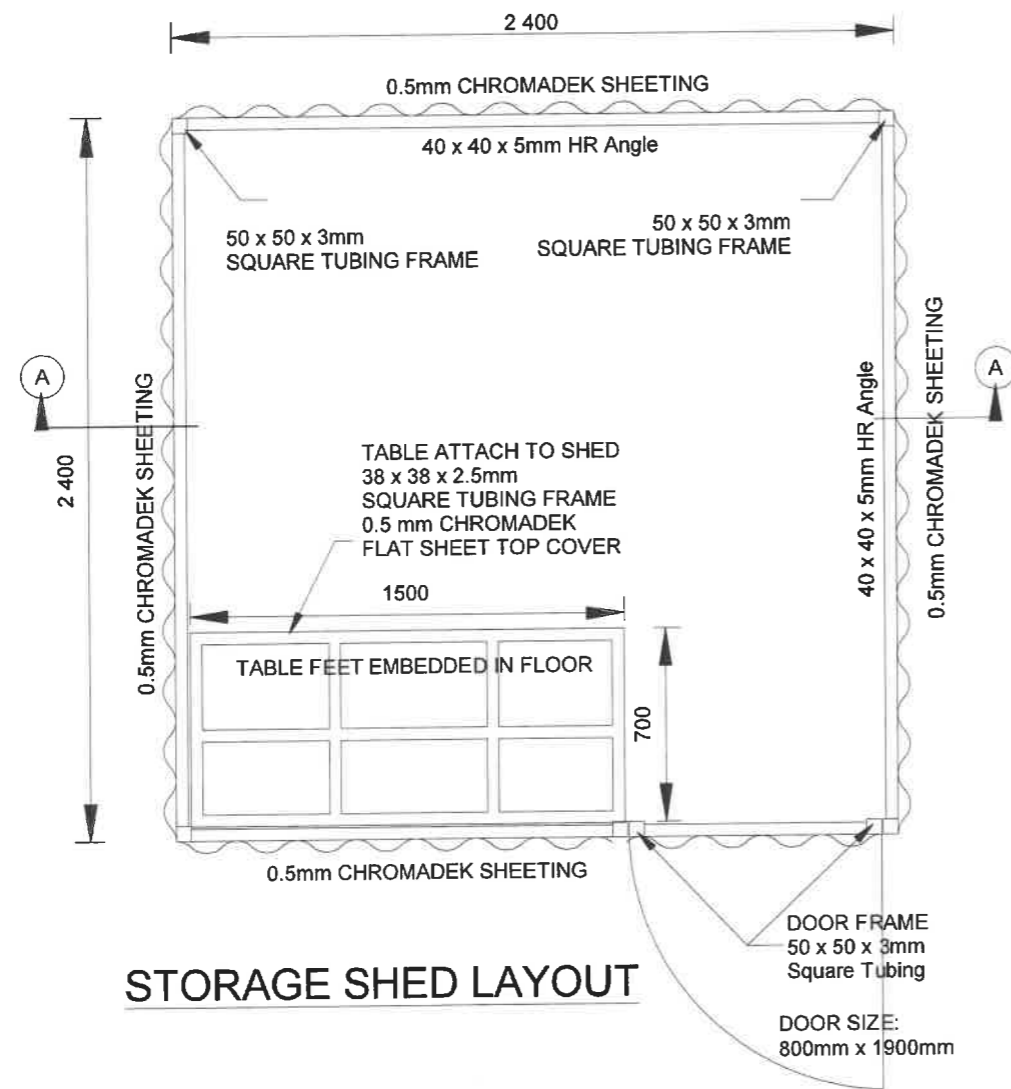 2 400
0.5mm CHROMADEK SHEETING
40 x 40 x 5mm HR Angle
50 x 50 x 3mm
SQUARE TUBING FRAME
50 x 50 x 3mm
SQUARE TUBING FRAME
A
A
2 400
0.5mm CHROMADEK SHEETING
40 x 40 x 5mm HR Angle
0.5mm CHROMADEK SHEETING
TABLE ATTACH TO SHED
38 x 38 x 2.5mm
SQUARE TUBING FRAME
0.5 mm CHROMADEK
FLAT SHEET TOP COVER
1500
TABLE FEET EMBEDDED IN FLOOR
700
0.5mm CHROMADEK SHEETING
DOOR FRAME
50 x 50 x 3mm
Square Tubing
STORAGE SHED LAYOUT
DOOR SIZE:
800mm x 1900mm